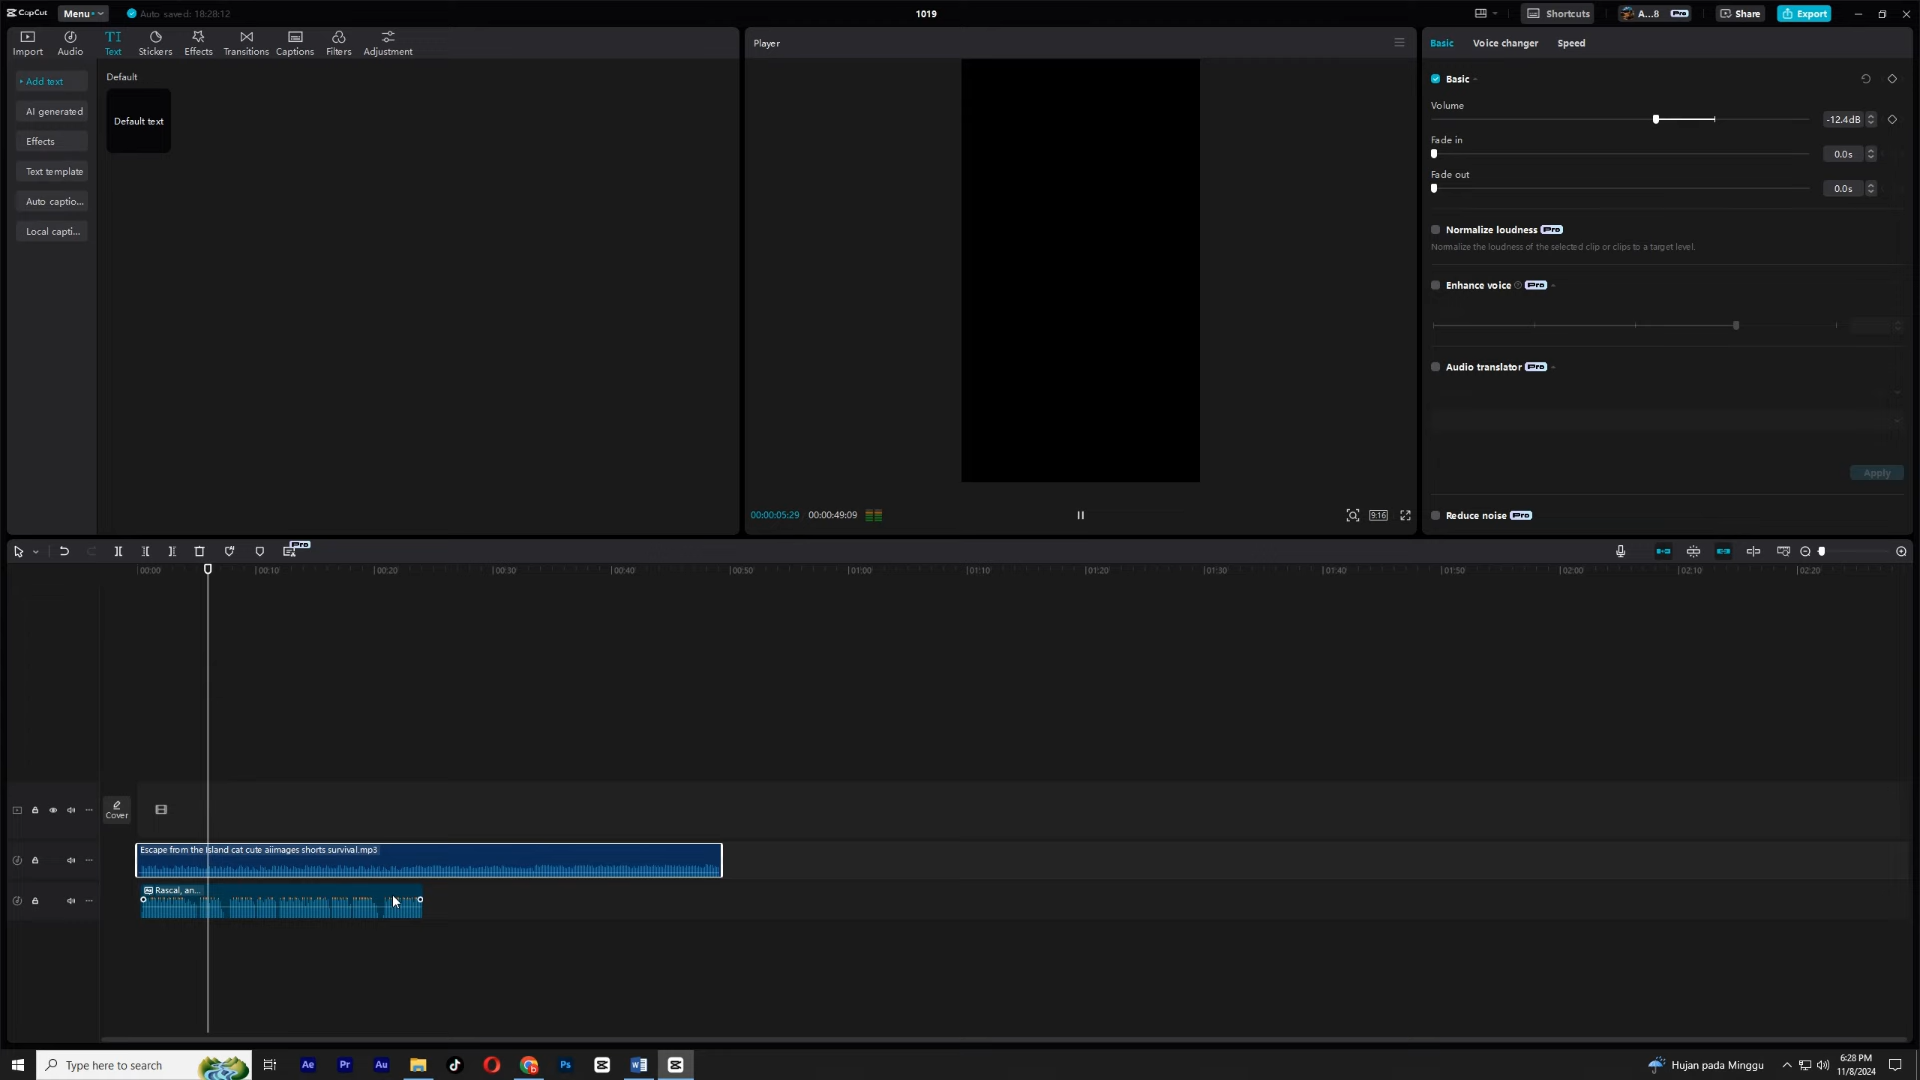 CapCut
Menu
Auto saved: 18:28:12
1019
Shortcuts
A...8
Pro
Share
Export
Import
Audio
TI
Text
Stickers
Effects
Transitions
Captions
Filters
Adjustment
Add text
AI generated
Effects
Text template
Auto captio...
Local capti...
Default
Default text
Player
00:00:05:29
00:00:49:09
9:16
Basic
Voice changer
Speed
Basic
Volume
-12.4dB
Fade in
0.0s
Fade out
0.0s
Normalize loudness Pro
Normalize the loudness of the selected clip or clips to a target level.
Enhance voice Pro
Audio translator Pro
Apply
Reduce noise Pro
Pro
00:00
00:10
00:20
00:30
00:40
00:50
01:00
01:10
01:20
01:30
01:40
01:50
02:00
02:10
02:20
Cover
Escape from the Island cat cute aiimages shorts survival.mp3
Rascal, an...
Type here to search
Ae
Pr
Au
Ps
Hujan pada Minggu
6:28 PM
11/8/2024